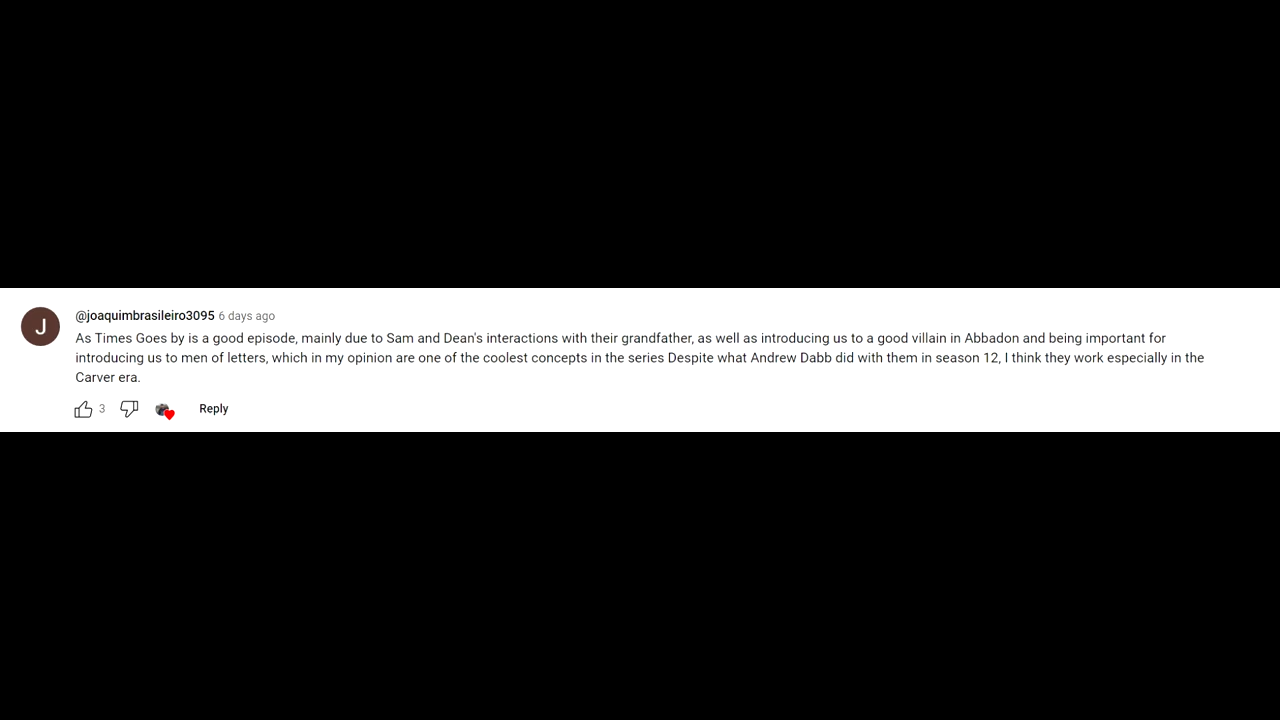 J
@joaquimbrasileiro3095 6 days ago
As Times Goes by is a good episode, mainly due to Sam and Dean's interactions with their grandfather, as well as introducing us to a good villain in Abbadon and being important for
introducing us to men of letters, which in my opinion are one of the coolest concepts in the series Despite what Andrew Dabb did with them in season 12, I think they work especially in the
Carver era.
3 Reply